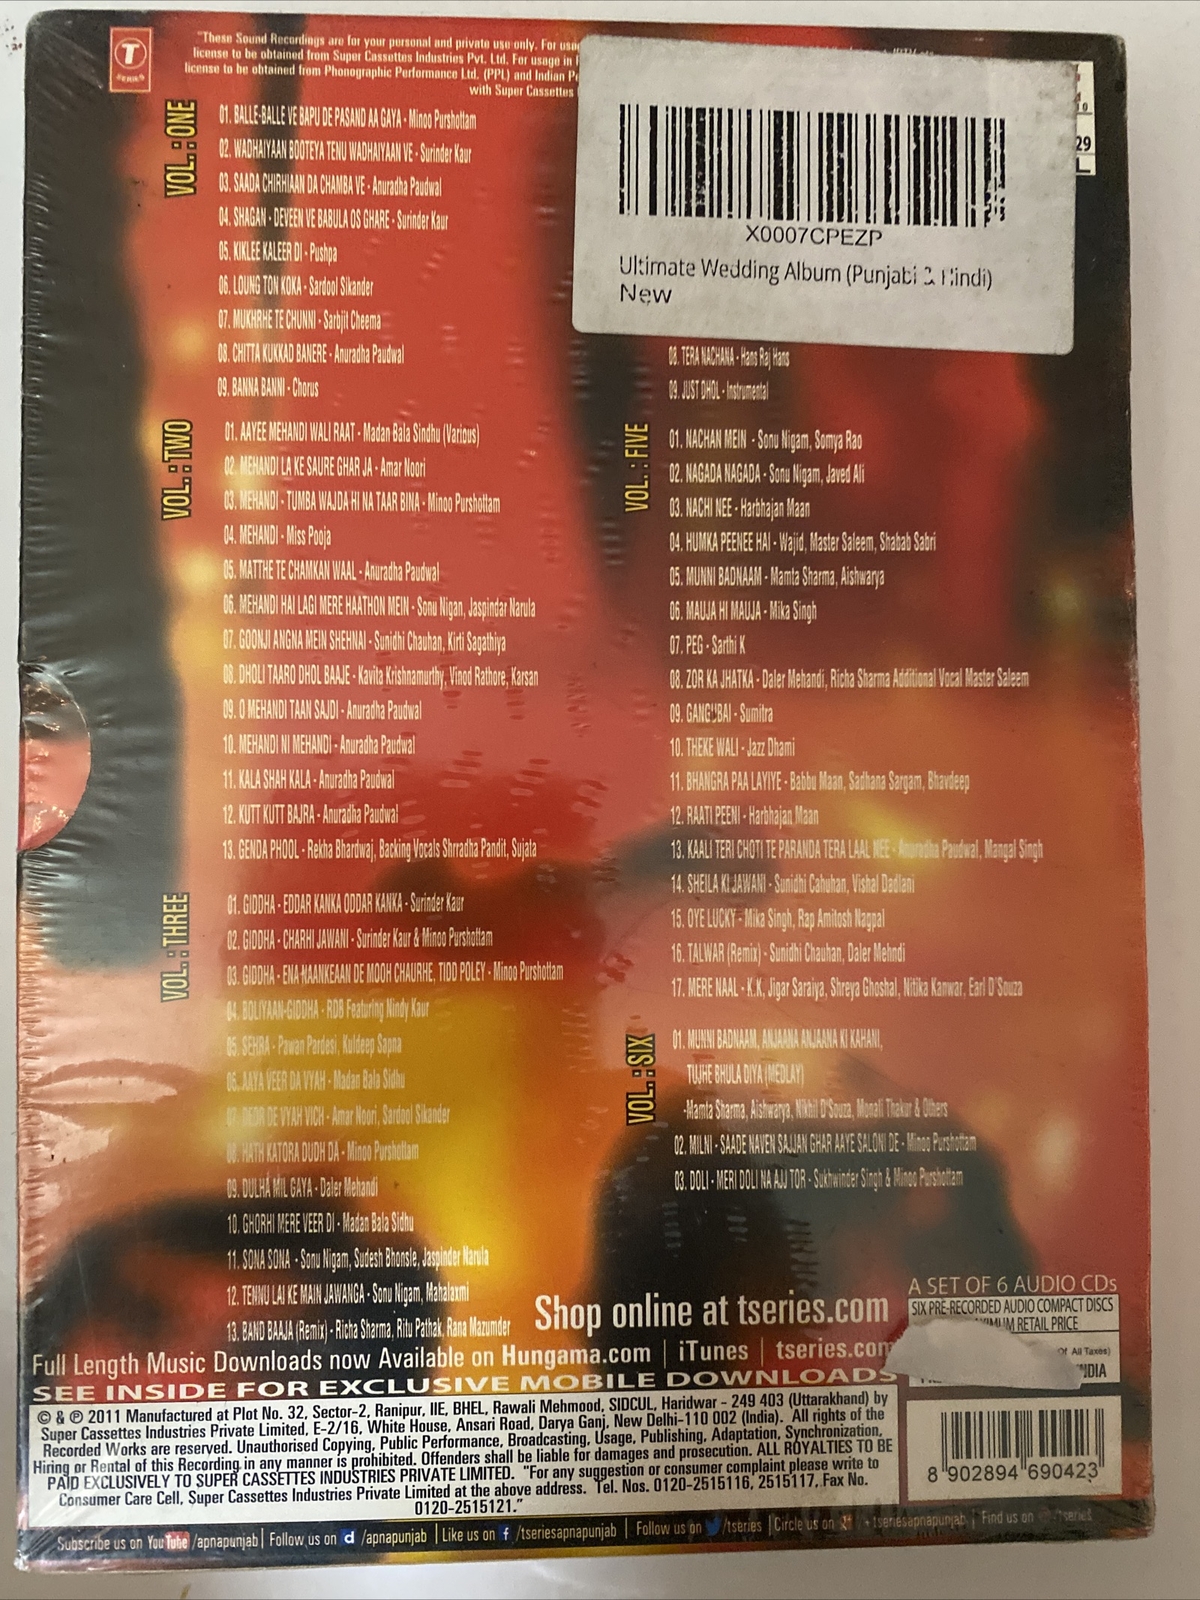 T
SERIES
"These Sound Recordings are for your personal and private use only. For
license to be obtained from Super Cassettes Industries Pvt. Ltd. For usage in
license to be obtained from Phonographic Performance Ltd. (PPL) and Indian
with Super Cassettes
VOL. : ONE
01. BALLE-BALLE VE BAPU DE PASAND AA GAYA - Minoo Purshottam
02. WADHAIYAAN BOOTEYA TENU WADHAIYAAN VE - Surinder Kaur
03. SAADA CHIRHIAAN DA CHAMBA VE - Anuradha Paudwal
04. SHAGAN - DEVEEN VE BABULA OS GHARE - Surinder Kaur
05. KIKLEE KALEER DI - Pushpa
06. LOUNG TON KOKA - Sardool Sikander
07. MUKHRHE TE CHUNNI - Sarbjit Cheema
08. CHITTA KUKKAD BANERE - Anuradha Paudwal
09. BANNA BANNI - Chorus
VOL. : TWO
01. AAYEE MEHANDI WALI RAAT - Madan Bala Sindhu (Various)
02. MEHANDI LA KE SAURE GHAR JA - Amar Noori
03. MEHANDI - TUMBA WAJDA HI NA TAAR BINA - Minoo Purshottam
04. MEHANDI - Miss Pooja
05. MATTHE TE CHAMKAN WAAL - Anuradha Paudwal
06. MEHANDI HAI LAGI MERE HAATHON MEIN - Sonu Nigan, Jaspindar Narula
07. GOONJI ANGNA MEIN SHEHNAI - Sunidhi Chauhan, Kirti Sagathiya
08. DHOLI TAARO DHOL BAAJE - Kavita Krishnamurthy, Vinod Rathore, Karsan
09. O MEHANDI TAAN SAJDI - Anuradha Paudwal
10. MEHANDI NI MEHANDI - Anuradha Paudwal
11. KALA SHAH KALA - Anuradha Paudwal
12. KUTT KUTT BAJRA - Anuradha Paudwal
13. GENDA PHOOL - Rekha Bhardwaj, Backing Vocals Shrradha Pandit, Sujata
VOL. : THREE
01. GIDDHA - EDDAR KANKA ODDAR KANKA - Surinder Kaur
02. GIDDHA - CHARHI JAWANI - Surinder Kaur & Minoo Purshottam
03. GIDDHA - ENA NAANKEAAN DE MOOH CHAURHE, TIDD POLEY - Minoo Purshottam
04. BOLIYAAN-GIDDHA - RDB Featuring Nindy Kaur
05. SEHRA - Pawan Pardesi, Kuldeep Sapna
06. AAYA VEER DA VYAH - Madan Bala Sidhu
07. DEOR DE VYAH VICH - Amar Noori, Sardool Sikander
08. HATH KATORA DUDH DA - Minoo Purshottam
09. DULHA MIL GAYA - Daler Mehandi
10. GHORHI MERE VEER DI - Madan Bala Sidhu
11. SONA SONA - Sonu Nigam, Sudesh Bhonsle, Jaspinder Narula
12. TENNU LAI KE MAIN JAWANGA - Sonu Nigam, Mahalaxmi
13. BAND BAAJA (Remix) - Richa Sharma, Ritu Pathak, Rana Mazumder
X0007CPEZP
Ultimate Wedding Album (Punjabi & Hindi)
New
29
08. TERA NACHANA - Hans Raj Hans
09. JUST DHOL - Instrumental
VOL. : FIVE
01. NACHAN MEIN - Sonu Nigam, Somya Rao
02. NAGADA NAGADA - Sonu Nigam, Javed Ali
03. NACHI NEE - Harbhajan Maan
04. HUMKA PEENEE HAI - Wajid, Master Saleem, Shabab Sabri
05. MUNNI BADNAAM - Mamta Sharma, Aishwarya
06. MAUJA HI MAUJA - Mika Singh
07. PEG - Sarthi K
08. ZOR KA JHATKA - Daler Mehandi, Richa Sharma Additional Vocal Master Saleem
09. GANGUBAI - Sumitra
10. THEKE WALI - Jazz Dhami
11. BHANGRA PAA LAYIYE - Babbu Maan, Sadhana Sargam, Bhavdeep
12. RAATI PEENI - Harbhajan Maan
13. KAALI TERI CHOTI TE PARANDA TERA LAAL NEE - Anuradha Paudwal, Mangal Singh
14. SHEILA KI JAWANI - Sunidhi Cahuhan, Vishal Dadlani
15. OYE LUCKY - Mika Singh, Rap Amitosh Nagpal
16. TALWAR (Remix) - Sunidhi Chauhan, Daler Mehndi
17. MERE NAAL - K.K, Jigar Saraiya, Shreya Ghoshal, Nitika Kanwar, Earl D'Souza
VOL. : SIX
01. MUNNI BADNAAM, ANJAANA ANJAANA KI KAHANI,
TUJHE BHULA DIYA (MEDLAY)
-Mamta Sharma, Aishwarya, Nikhil D'Souza, Monali Thakur & Others
02. MILNI - SAADE NAVEN SAJJAN GHAR AAYE SALONI DE - Minoo Purshottam
03. DOLI - MERI DOLI NA AJJ TOR - Sukhwinder Singh & Minoo Purshottam
A SET OF 6 AUDIO CDs
SIX PRE-RECORDED AUDIO COMPACT DISCS
RETAIL PRICE
Of All Taxes)
Shop online at tseries.com
Full Length Music Downloads now Available on Hungama.com | iTunes | tseries.com
SEE INSIDE FOR EXCLUSIVE MOBILE DOWNLOADS
© & ℗ 2011 Manufactured at Plot No. 32, Sector-2, Ranipur, IIE, BHEL, Rawali Mehmood, SIDCUL, Haridwar - 249 403 (Uttarakhand) by
Super Cassettes Industries Private Limited, E-2/16, White House, Ansari Road, Darya Ganj, New Delhi-110 002 (India). All rights of the
Recorded Works are reserved. Unauthorised Copying, Public Performance, Broadcasting, Usage, Publishing, Adaptation, Synchronization,
Hiring or Rental of this Recording in any manner is prohibited. Offenders shall be liable for damages and prosecution. ALL ROYALTIES TO BE
PAID EXCLUSIVELY TO SUPER CASSETTES INDUSTRIES PRIVATE LIMITED. "For any suggestion or consumer complaint please write to
Consumer Care Cell, Super Cassettes Industries Private Limited at the above address. Tel. Nos. 0120-2515116, 2515117, Fax No.
0120-2515121."
8 902894 690423
Subscribe us on YouTube /apnapunjab | Follow us on d /apnapunjab | Like us on f /tseriesapnapunjab | Follow us on /tseries | Circle us on + tseriesapnapunjab | Find us on /tseries